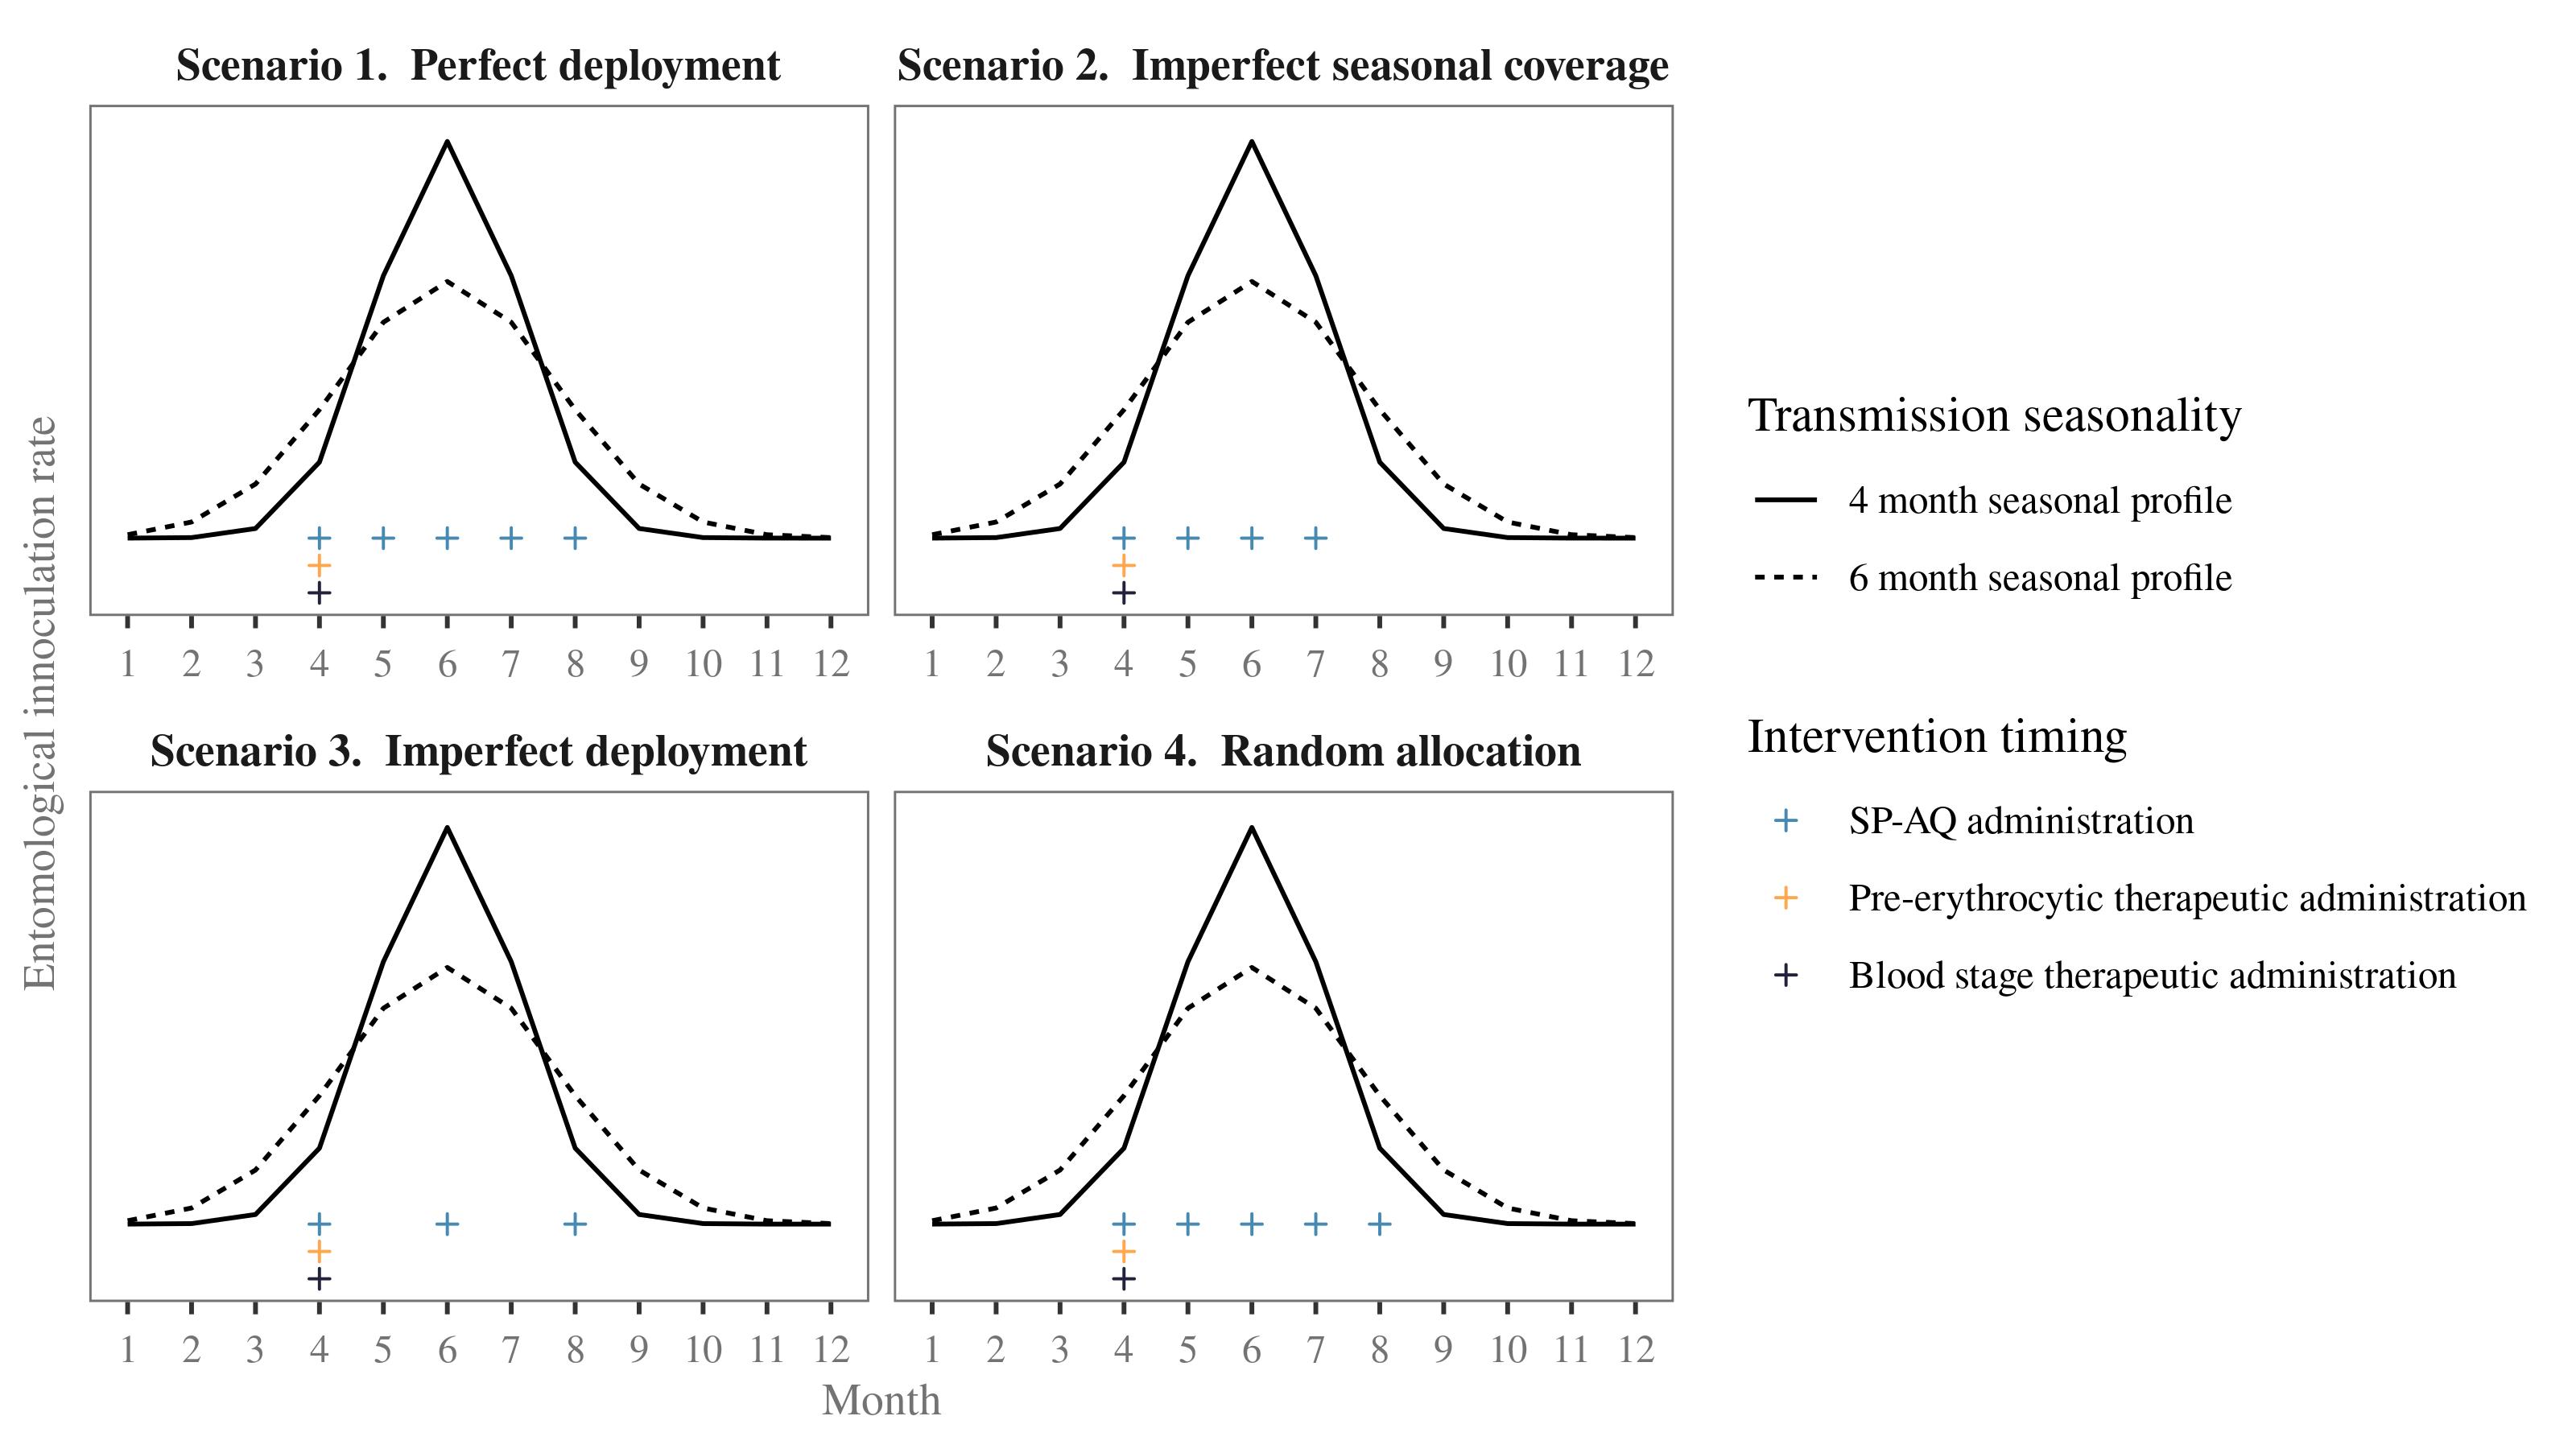 Scenario 1.  Perfect deployment
Scenario 2.  Imperfect seasonal coverage
1 2 3 4 5 6 7 8 9 10 11 12
1 2 3 4 5 6 7 8 9 10 11 12
Scenario 3.  Imperfect deployment
Scenario 4.  Random allocation
1 2 3 4 5 6 7 8 9 10 11 12
1 2 3 4 5 6 7 8 9 10 11 12
Month
Entomological innoculation rate
Transmission seasonality
4 month seasonal profile
6 month seasonal profile
Intervention timing
SP-AQ administration
Pre-erythrocytic therapeutic administration
Blood stage therapeutic administration